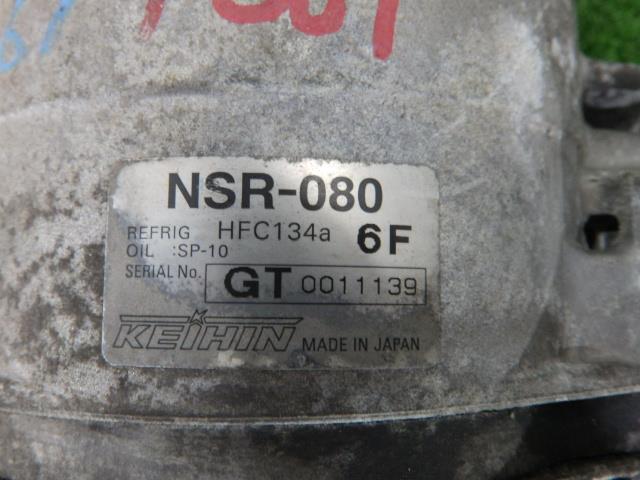 NSR-080
REFRIG HFC134a 6F
OIL :SP-10
SERIAL No. GT 0011139
KEIHIN MADE IN JAPAN